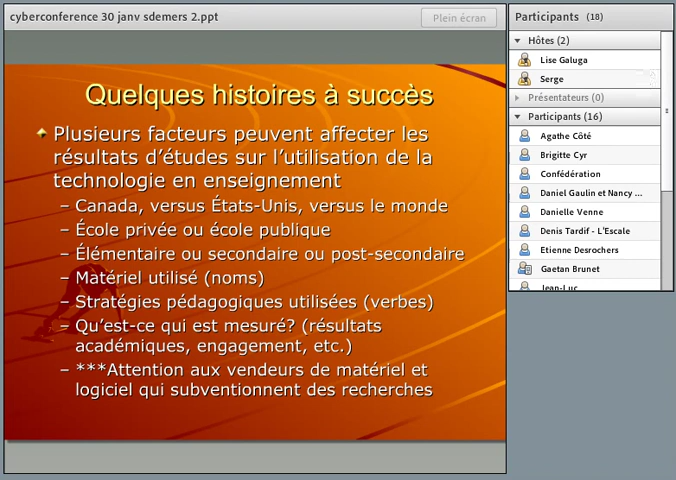 cyberconference 30 janv sdemers 2.ppt
Plein écran
Quelques histoires à succès
Plusieurs facteurs peuvent affecter les
résultats d'études sur l'utilisation de la
technologie en enseignement
– Canada, versus États-Unis, versus le monde
– École privée ou école publique
– Élémentaire ou secondaire ou post-secondaire
– Matériel utilisé (noms)
– Stratégies pédagogiques utilisées (verbes)
– Qu'est-ce qui est mesuré? (résultats
académiques, engagement, etc.)
– ***Attention aux vendeurs de matériel et
logiciel qui subventionnent des recherches
Participants (18)
Hôtes (2)
Lise Galuga
Serge
Présentateurs (0)
Participants (16)
Agathe Côté
Brigitte Cyr
Confédération
Daniel Gaulin et Nancy ...
Danielle Venne
Denis Tardif - L'Escale
Etienne Desrochers
Gaetan Brunet
Jean-Luc